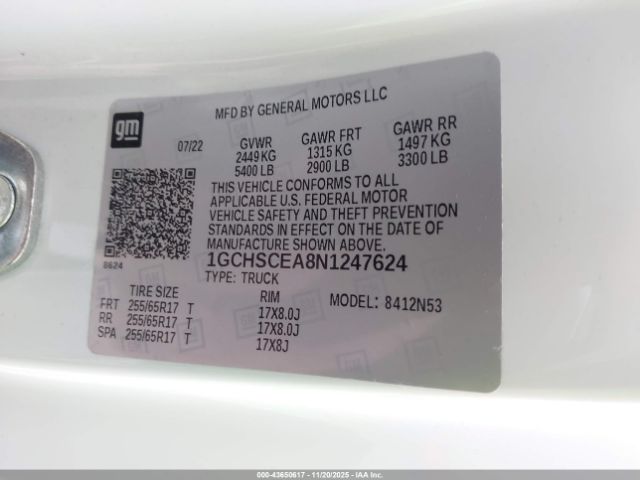 MFD BY GENERAL MOTORS LLC
gm
07/22 GVWR GAWR FRT GAWR RR
2449 KG 1315 KG 1497 KG
5400 LB 2900 LB 3300 LB
THIS VEHICLE CONFORMS TO ALL
APPLICABLE U.S. FEDERAL MOTOR
VEHICLE SAFETY AND THEFT PREVENTION
STANDARDS IN EFFECT ON THE DATE OF
MANUFACTURE SHOWN ABOVE.
8624
1GCHSCEA8N1247624
TYPE: TRUCK
TIRE SIZE RIM MODEL: 8412N53
FRT 255/65R17 T 17X8.0J
RR 255/65R17 T 17X8.0J
SPA 255/65R17 T 17X8J
000-43650617 - 11/20/2025 - IAAI.COM